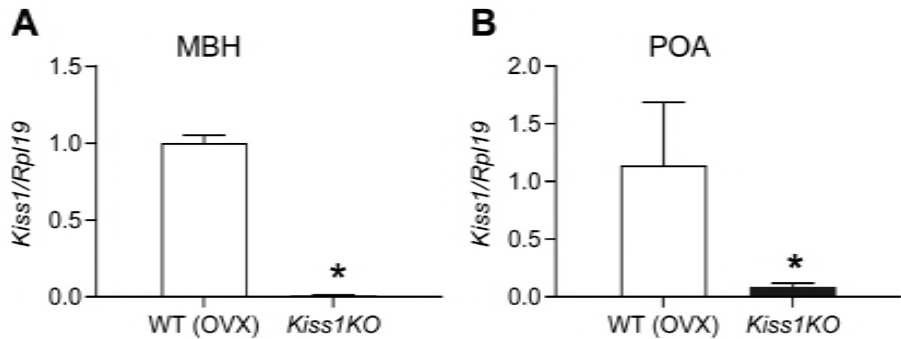 A
MBH
Kiss1/Rpl19
1.5
1.0
0.5
0.0
*
WT (OVX)
Kiss1KO
B
POA
Kiss1/Rpl19
2.0
1.5
1.0
0.5
0.0
*
WT (OVX)
Kiss1KO